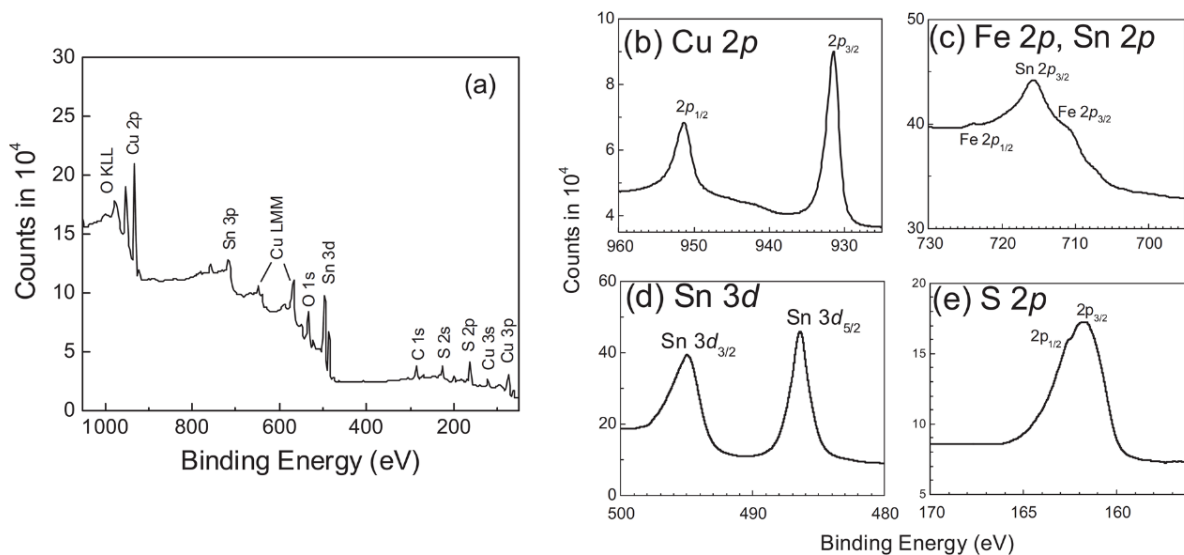 (a)
Counts in 10⁴
30
25
20
15
10
5
0
O KLL
Cu 2p
Sn 3p
Cu LMM
O 1s
Sn 3d
C 1s
S 2s
S 2p
Cu 3s
Cu 3p
1000 800 600 400 200
Binding Energy (eV)
Counts in 10⁴
(b) Cu 2p
10
8
6
4
2p₁/₂
2p₃/₂
960 950 940 930
(c) Fe 2p, Sn 2p
50
40
30
Sn 2p₃/₂
Fe 2p₃/₂
Fe 2p₁/₂
730 720 710 700
(d) Sn 3d
60
40
20
0
Sn 3d₃/₂
Sn 3d₅/₂
500 490 480
(e) S 2p
20
15
10
5
2p₁/₂
2p₃/₂
170 165 160
Binding Energy (eV)